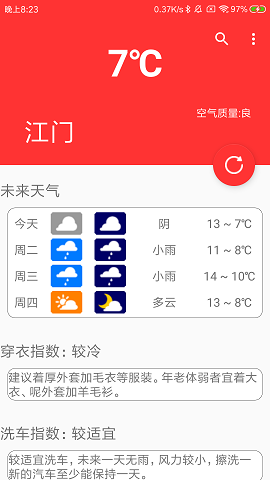 晚上8:23 0.37K/s 97%
7℃
空气质量:良
江门
未来天气
今天 阴 13 ~ 7℃
周二 小雨 11 ~ 8℃
周三 小雨 14 ~ 10℃
周四 多云 13 ~ 8℃
穿衣指数: 较冷
建议着厚外套加毛衣等服装。年老体弱者宜着大
衣、呢外套加羊毛衫。
洗车指数: 较适宜
较适宜洗车，未来一天无雨，风力较小，擦洗一
新的汽车至少能保持一天。